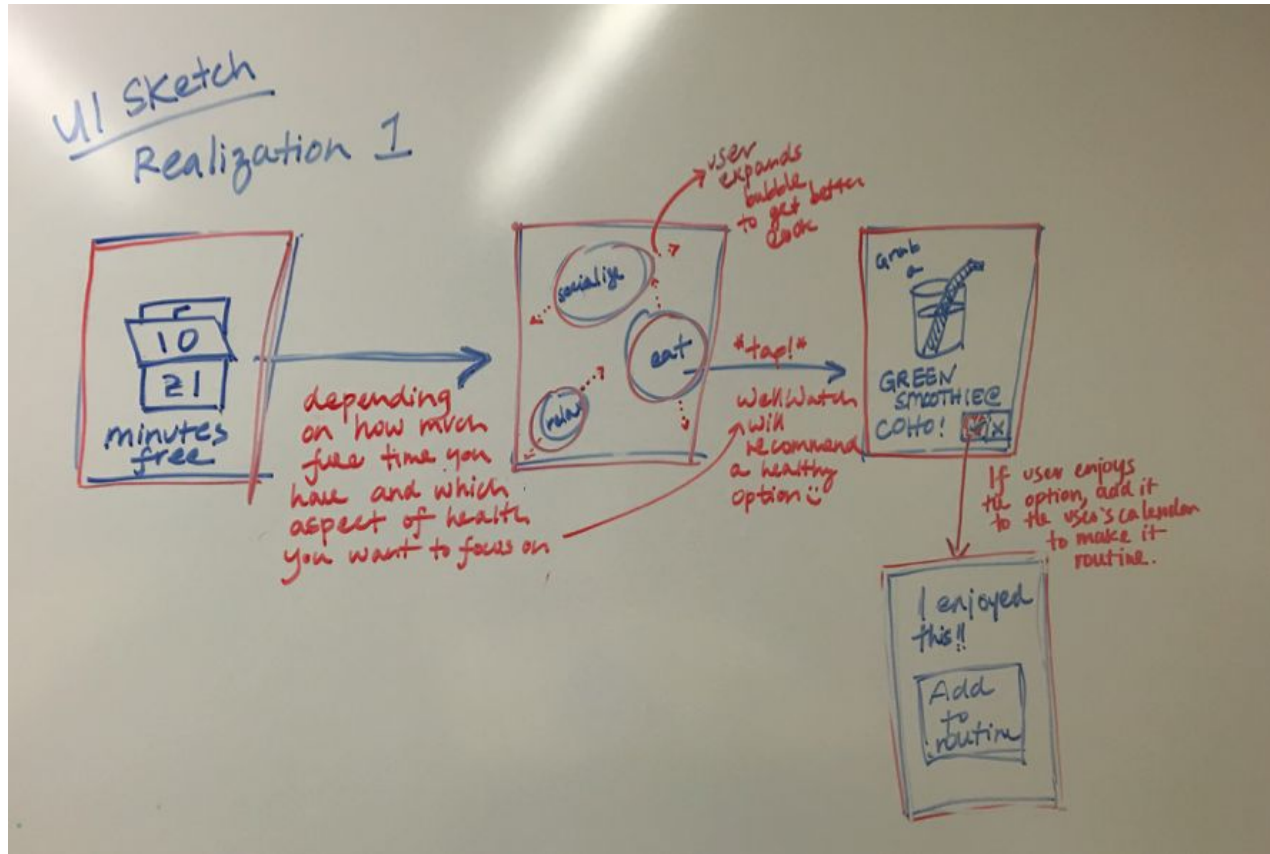 UI Sketch
Realization 1
10
21
minutes
free
depending
on how much
free time you
have and which
aspect of health
you want to focus on
socialize
eat
relax
user
expands
bubble
to get better
look
*tap!*
WellWatch
will
recommend
a healthy
option
Grab
a
GREEN
SMOOTHIE@
COHO!
x
If user enjoys
the option, add it
to the user's calendar
to make it
routine.
I enjoyed
this!!
Add
to
routine